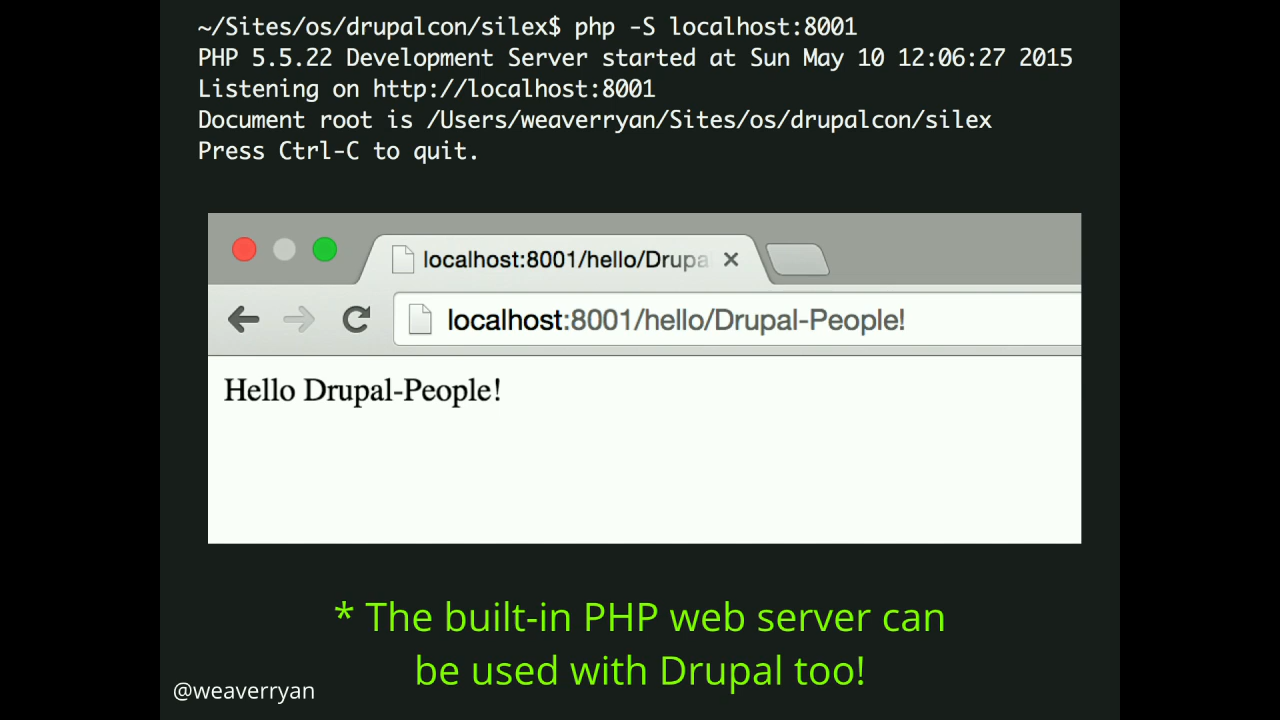 ~/Sites/os/drupalcon/silex$ php -S localhost:8001
PHP 5.5.22 Development Server started at Sun May 10 12:06:27 2015
Listening on http://localhost:8001
Document root is /Users/weaverryan/Sites/os/drupalcon/silex
Press Ctrl-C to quit.
localhost:8001/hello/Drupa
localhost:8001/hello/Drupal-People!
Hello Drupal-People!
* The built-in PHP web server can
be used with Drupal too!
@weaverryan